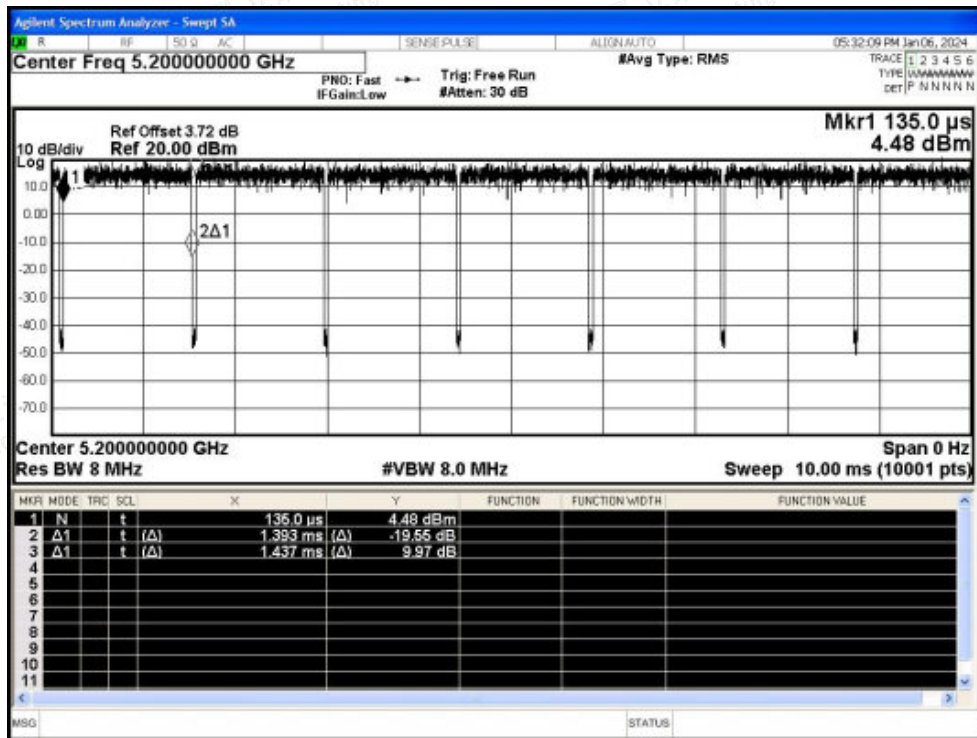 Agilent Spectrum Analyzer - Swept SA
R RF 50 Ω AC SENSE:PULSE ALIGNAUTO 05:32:09 PM Jan 06, 2024
Center Freq 5.200000000 GHz #Avg Type: RMS TRACE 1 2 3 4 5 6
PNO: Fast Trig: Free Run TYPE
IFGain:Low #Atten: 30 dB DET P N N N N N
Mkr1 135.0 µs
Ref Offset 3.72 dB
10 dB/div Ref 20.00 dBm 4.48 dBm
Log
10.0
1
0.00
2Δ1
-10.0
-20.0
-30.0
-40.0
-50.0
-60.0
-70.0
Center 5.200000000 GHz Span 0 Hz
Res BW 8 MHz #VBW 8.0 MHz Sweep 10.00 ms (10001 pts)
MKR MODE TRC SCL X Y FUNCTION FUNCTION WIDTH FUNCTION VALUE
1 N t 135.0 µs 4.48 dBm
2 Δ1 t (Δ) 1.393 ms (Δ) -19.55 dB
3 Δ1 t (Δ) 1.437 ms (Δ) 9.97 dB
4
5
6
7
8
9
10
11
MSG STATUS